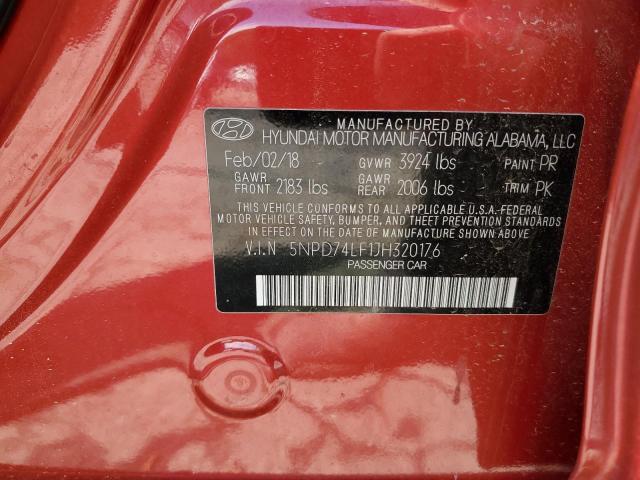 MANUFACTURED BY
HYUNDAI MOTOR MANUFACTURING ALABAMA, LLC
Feb/02/18 GVWR 3924 lbs PAINT PR
GAWR FRONT 2183 lbs GAWR REAR 2006 lbs TRIM PK
THIS VEHICLE CONFORMS TO ALL APPLICABLE U.S.A. FEDERAL
MOTOR VEHICLE SAFETY, BUMPER, AND THEFT PREVENTION STANDARDS
IN EFFECT ON THE DATE OF MANUFACTURE SHOWN ABOVE.
V.I.N 5NPD74LF1JH320176
PASSENGER CAR